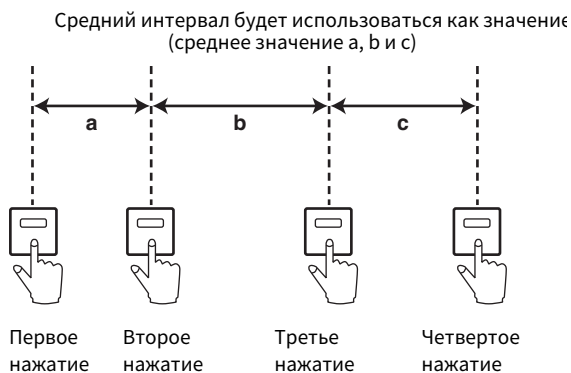 Средний интервал будет использоваться как значение
(среднее значение a, b и c)
a b c
Первое Второе Третье Четвертое
нажатие нажатие нажатие нажатие